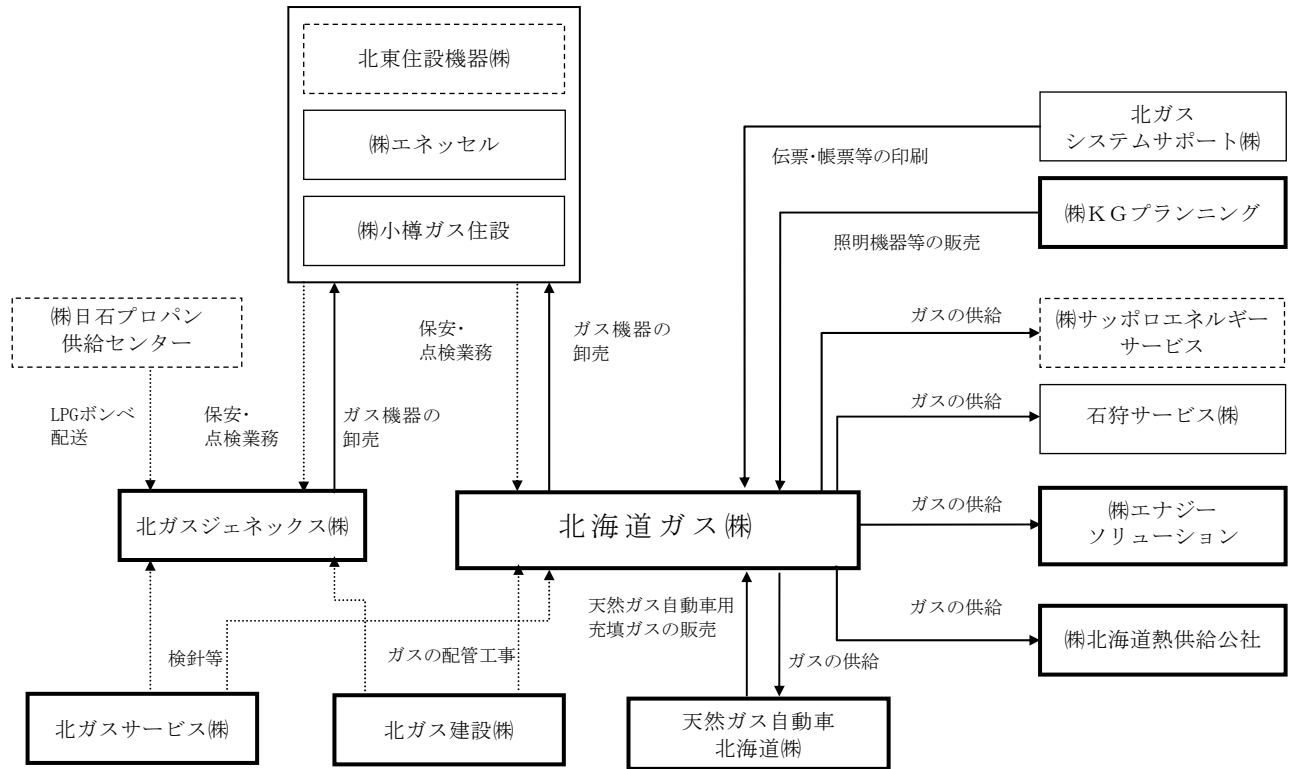 北東住設機器㈱
㈱エネッセル
㈱小樽ガス住設
北ガス
システムサポート㈱
伝票・帳票等の印刷
㈱ＫＧプランニング
照明機器等の販売
㈱日石プロパン
供給センター
保安・
点検業務
ガス機器の
卸売
ガスの供給
㈱サッポロエネルギー
サービス
LPGボンベ
配送
保安・
点検業務
ガス機器の
卸売
ガスの供給
石狩サービス㈱
北ガスジェネックス㈱
北海道ガス㈱
ガスの供給
㈱エナジー
ソリューション
天然ガス自動車用
充填ガスの販売
ガスの供給
㈱北海道熱供給公社
検針等
ガスの配管工事
ガスの供給
北ガスサービス㈱
北ガス建設㈱
天然ガス自動車
北海道㈱